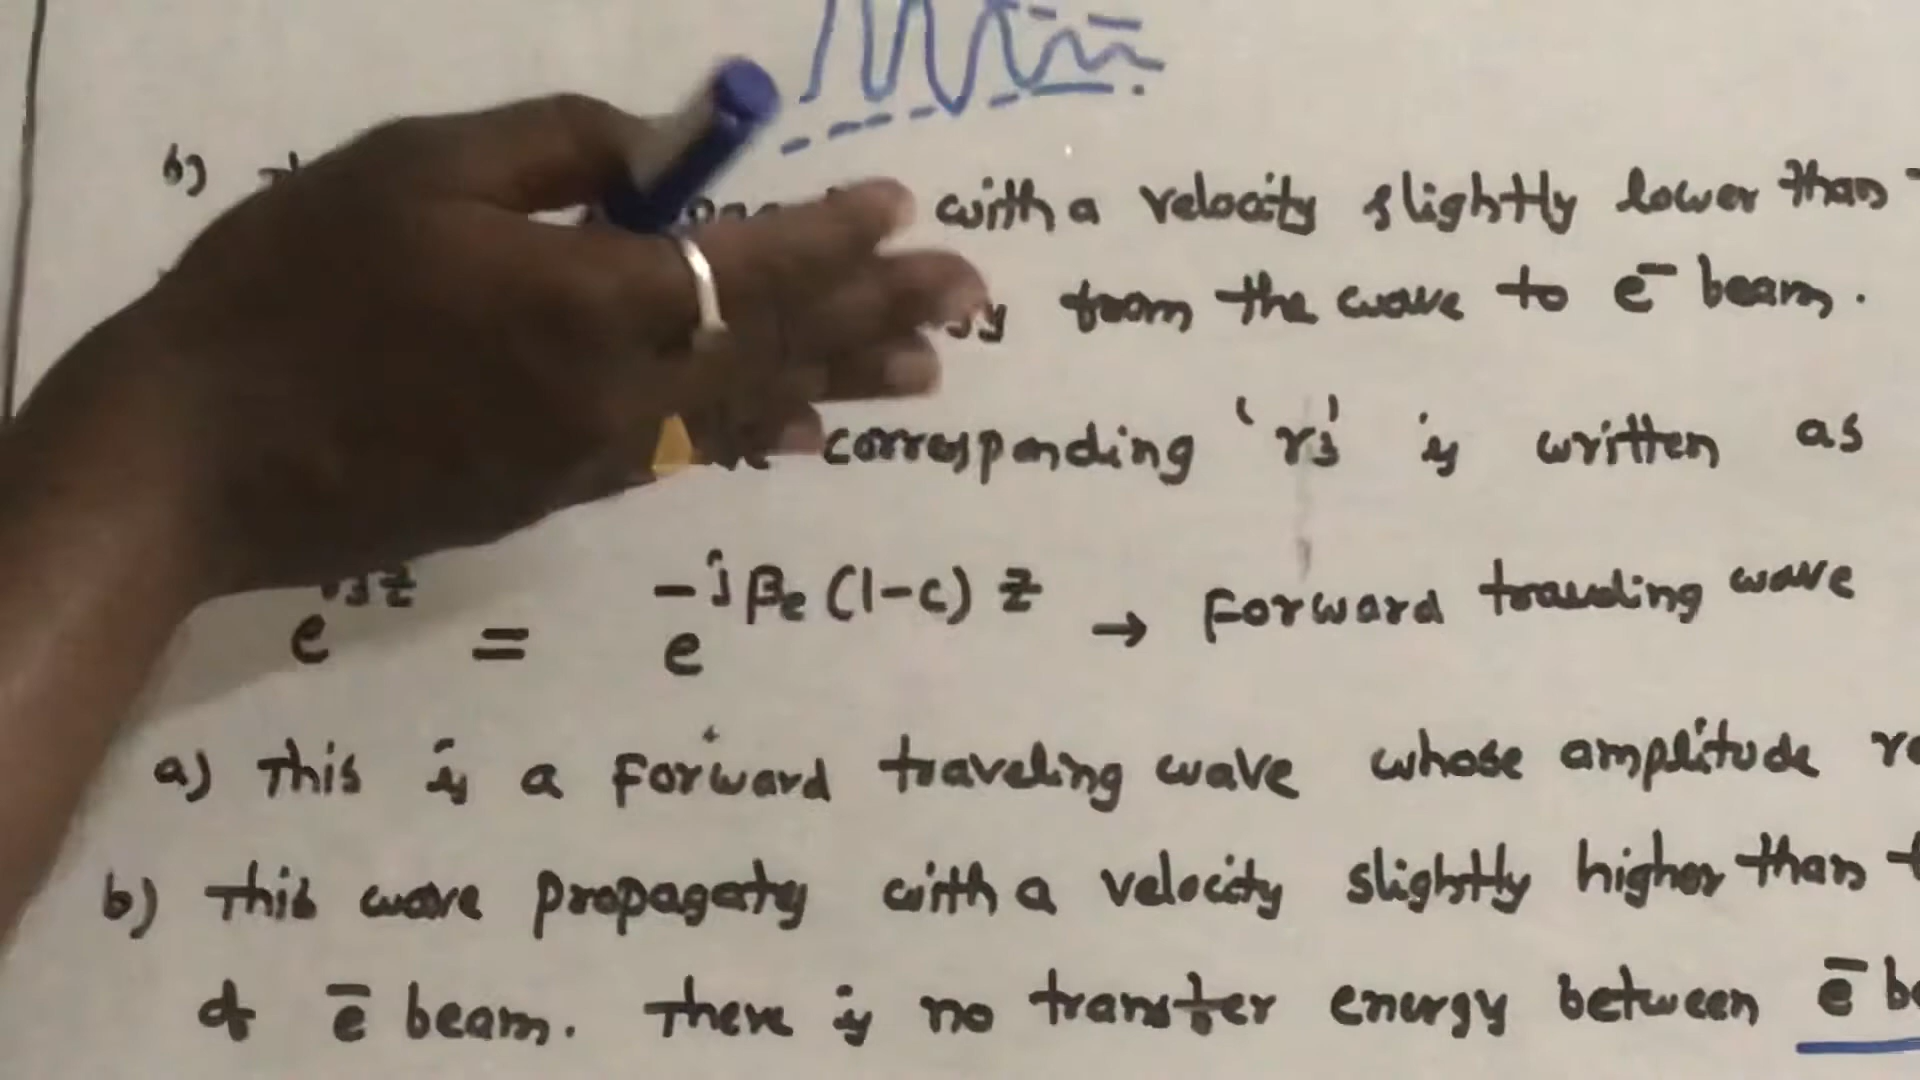 b) with a velocity slightly lower than
from the wave to e⁻ beam.
corresponding 'r3' is written as
e = e^(-jβe(1-c)z) → Forward traveling wave
a) This is a forward traveling wave whose amplitude
b) This wave propagates with a velocity slightly higher than
of e⁻ beam. There is no transfer energy between e⁻